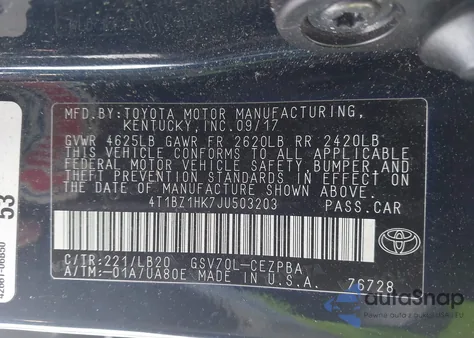 MFD.BY: TOYOTA MOTOR MANUFACTURING,
KENTUCKY, INC. 09/17
GVWR 4625LB GAWR FR 2620LB RR 2420LB
THIS VEHICLE CONFORMS TO ALL APPLICABLE
FEDERAL MOTOR VEHICLE SAFETY, BUMPER, AND
THEFT PREVENTION STANDARDS IN EFFECT ON THE
DATE OF MANUFACTURE SHOWN ABOVE.
4T1BZ1HK7JU503203 PASS.CAR
C/TR:221/LB20 GSV70L-CEZPBA
A/TM:-01A/UA80E MADE IN U.S.A. 76728
TOYOTA
53
autoSnap